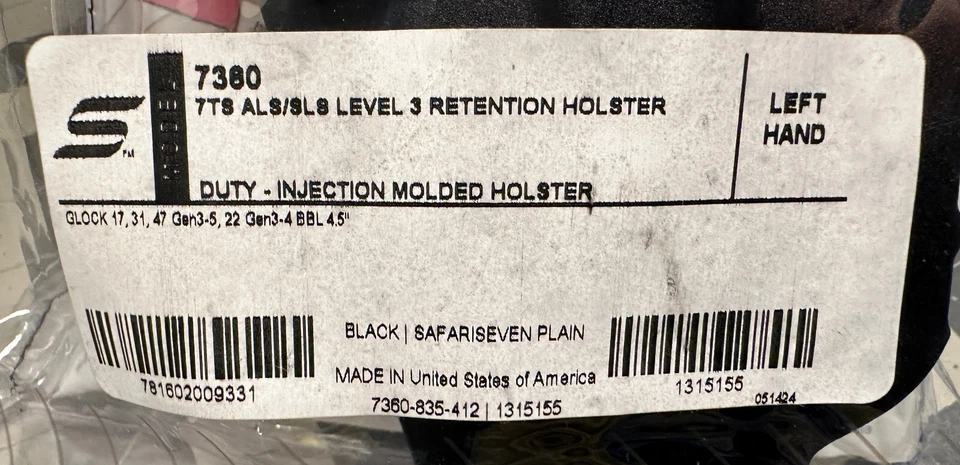 MODEL
7360
7TS ALS/SLS LEVEL 3 RETENTION HOLSTER
LEFT
HAND
DUTY - INJECTION MOLDED HOLSTER
GLOCK 17, 31, 47 Gen3-5, 22 Gen3-4 BBL 4.5"
BLACK | SAFARISEVEN PLAIN
MADE IN United States of America
7360-835-412 | 1315155
781602009331
1315155
051424
TM